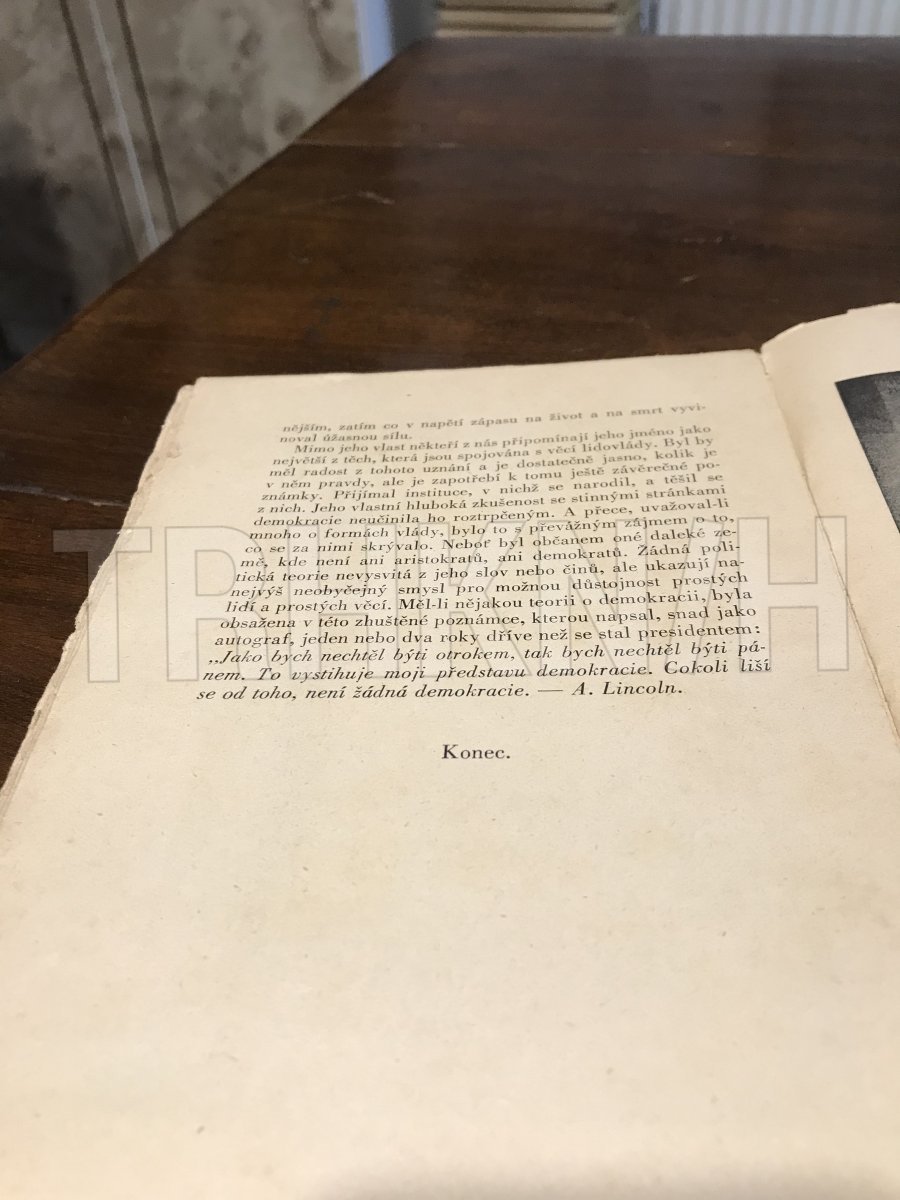 nějším, zatím co v napětí zápasu na život a na smrt vyvi-
noval úžasnou sílu.
Mimo jeho vlast někteří z nás připomínají jeho jméno jako
největší z těch, která jsou spojována s věcí lidovlády. Byl by
měl radost z tohoto uznání a je dostatečně jasno, kolik je
v něm pravdy, ale je zapotřebí k tomu ještě závěrečné po-
známky. Přijímal instituce, v nichž se narodil, a těšil se
z nich. Jeho vlastní hluboká zkušenost se stinnými stránkami
demokracie neučinila ho roztrpčeným. A přece, uvažoval-li
mnoho o formách vlády, bylo to s převážným zájmem o to,
co se za nimi skrývalo. Neboť byl občanem oné daleké ze-
mě, kde není ani aristokratů, ani demokratů. Žádná poli-
tická teorie nevysvitá z jeho slov nebo činů, ale ukazují na-
nejvýš neobyčejný smysl pro možnou důstojnost prostých
lidí a prostých věcí. Měl-li nějakou teorii o demokracii, byla
obsažena v této zhuštěné poznámce, kterou napsal, snad jako
autograf, jeden nebo dva roky dříve než se stal presidentem:
„Jako bych nechtěl býti otrokem, tak bych nechtěl býti pá-
nem. To vystihuje moji představu demokracie. Cokoli liší
se od toho, není žádná demokracie. — A. Lincoln.
Konec.